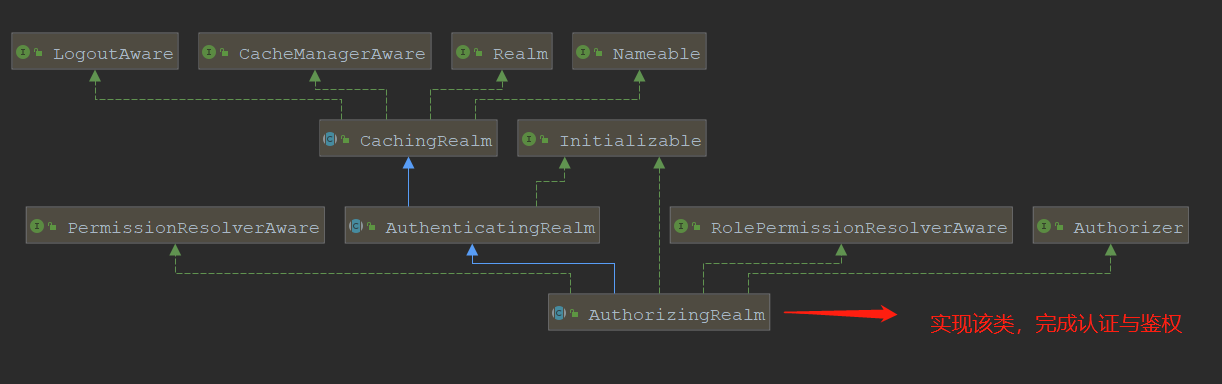 LogoutAware
CacheManagerAware
Realm
Nameable
CachingRealm
Initializable
PermissionResolverAware
AuthenticatingRealm
RolePermissionResolverAware
Authorizer
AuthorizingRealm
实现该类，完成认证与鉴权